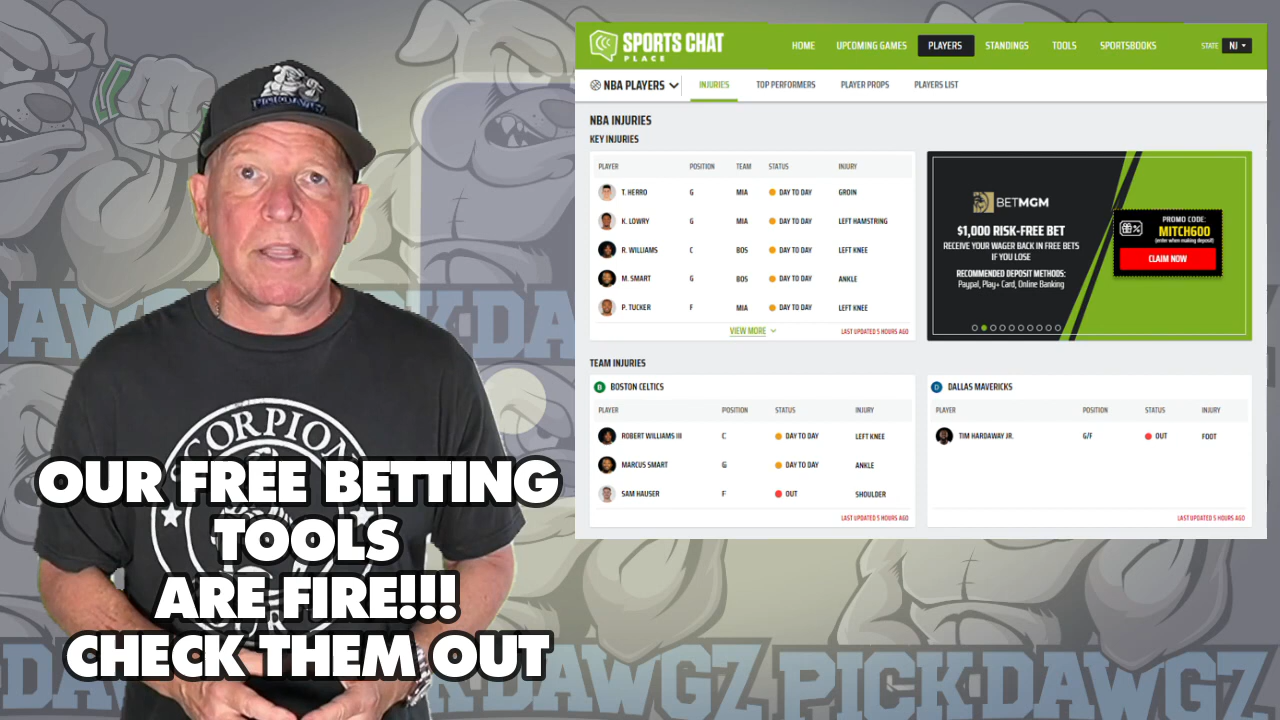 SPORTS CHAT
PLACE
HOME
UPCOMING GAMES
PLAYERS
STANDINGS
TOOLS
SPORTSBOOKS
STATE
NJ
NBA PLAYERS
INJURIES
TOP PERFORMERS
PLAYER PROPS
PLAYERS LIST
NBA INJURIES
KEY INJURIES
PLAYER POSITION TEAM STATUS INJURY
T. HERRO G MIA DAY TO DAY GROIN
K. LOWRY G MIA DAY TO DAY LEFT HAMSTRING
R. WILLIAMS C BOS DAY TO DAY LEFT KNEE
M. SMART G BOS DAY TO DAY ANKLE
P. TUCKER F MIA DAY TO DAY LEFT KNEE
VIEW MORE
LAST UPDATED 5 HOURS AGO
BETMGM
$1,000 RISK-FREE BET
RECEIVE YOUR WAGER BACK IN FREE BETS
IF YOU LOSE
RECOMMENDED DEPOSIT METHODS:
Paypal, Play+ Card, Online Banking
PROMO CODE:
MITCH600
(enter when making deposit)
CLAIM NOW
TEAM INJURIES
B BOSTON CELTICS
PLAYER POSITION STATUS INJURY
ROBERT WILLIAMS III C DAY TO DAY LEFT KNEE
MARCUS SMART G DAY TO DAY ANKLE
SAM HAUSER F OUT SHOULDER
LAST UPDATED 5 HOURS AGO
D DALLAS MAVERICKS
PLAYER POSITION STATUS INJURY
TIM HARDAWAY JR. G/F OUT FOOT
LAST UPDATED 5 HOURS AGO
PICKDAWGZ
SCORPION
OUR FREE BETTING
TOOLS
ARE FIRE!!!
CHECK THEM OUT
PICKDAWGZ